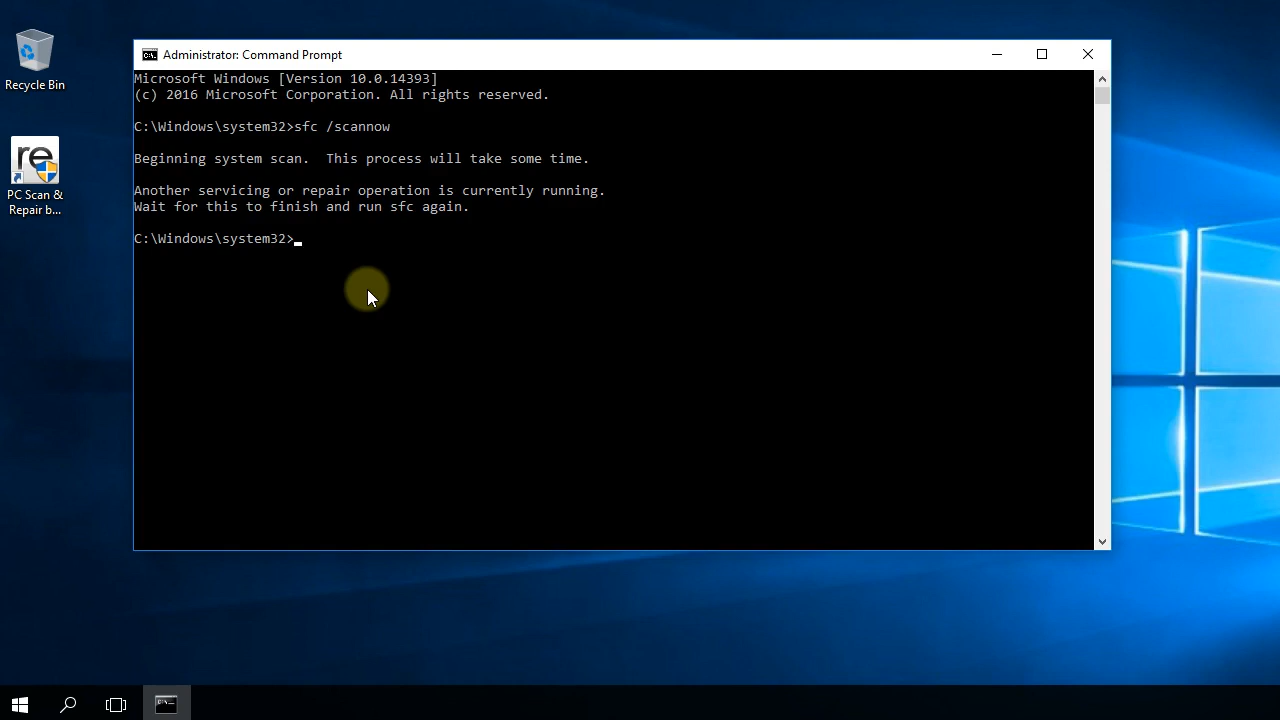 Recycle Bin
re
PC Scan &
Repair b...
C:\.
Administrator: Command Prompt
Microsoft Windows [Version 10.0.14393]
(c) 2016 Microsoft Corporation. All rights reserved.
C:\Windows\system32>sfc /scannow
Beginning system scan.  This process will take some time.
Another servicing or repair operation is currently running.
Wait for this to finish and run sfc again.
C:\Windows\system32>